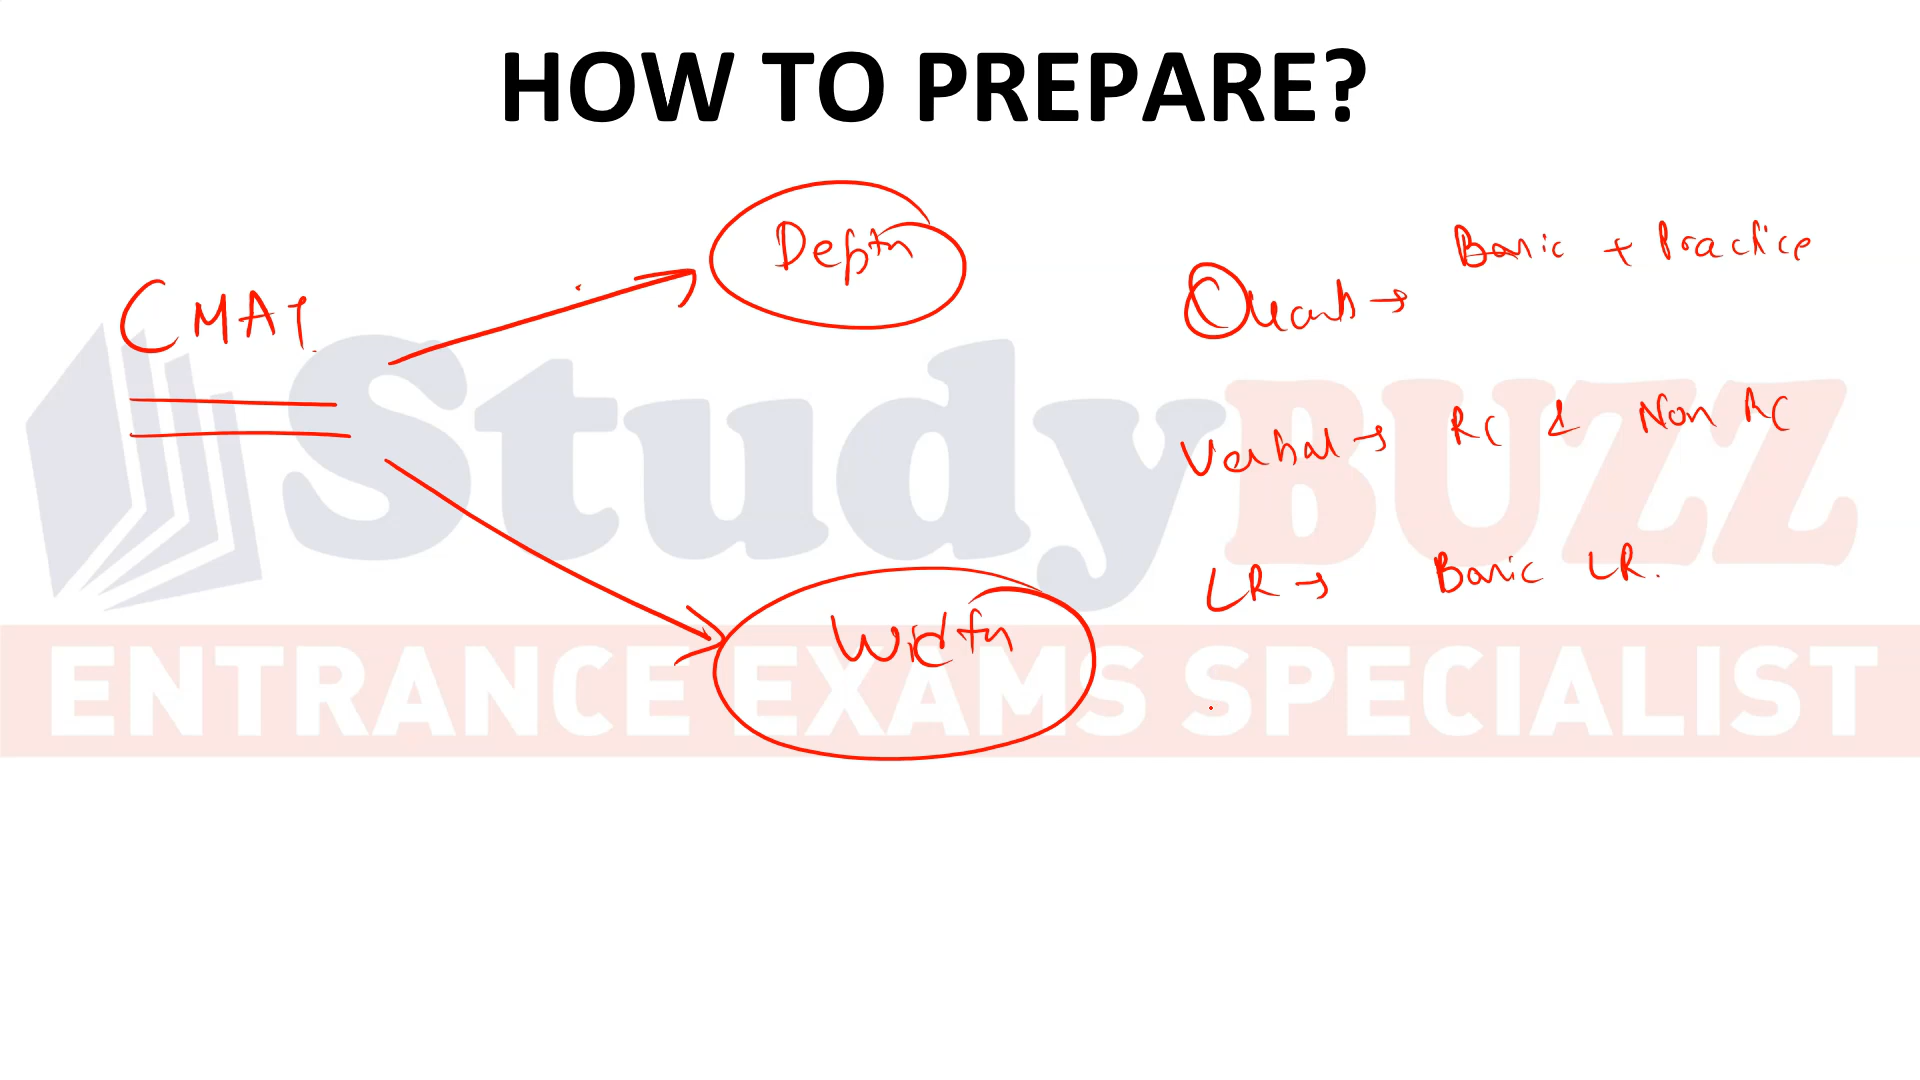 HOW TO PREPARE?
CMAT
Depth
Width
Quants → Basic + Practice
Verbal → RC & Non RC
LR → Basic LR.
StudyBUZZ
ENTRANCE EXAMS SPECIALIST